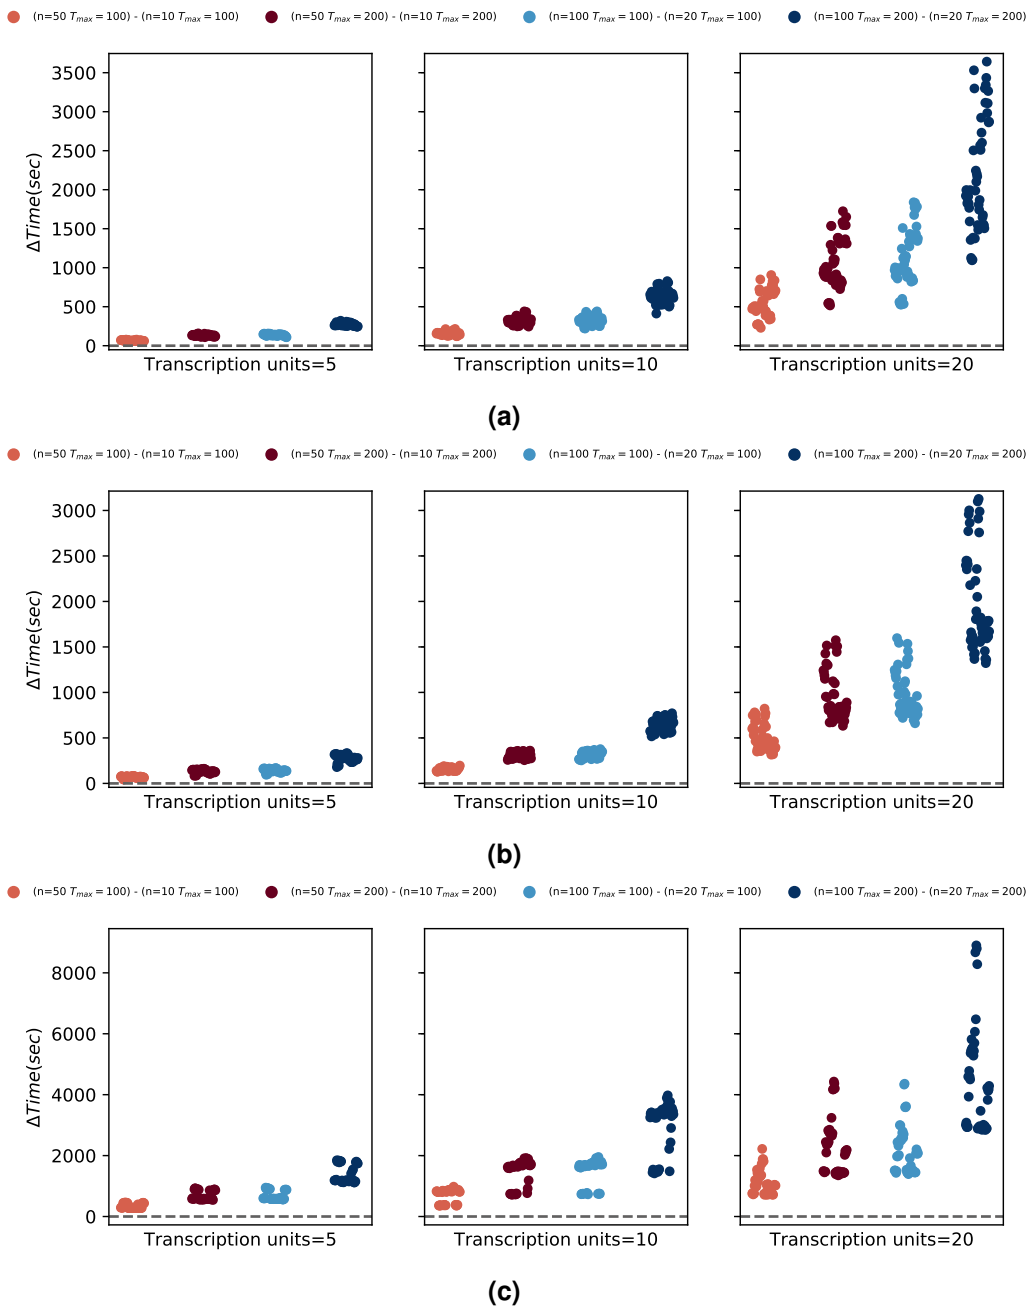 (n=50 T_max = 100) - (n=10 T_max = 100) (n=50 T_max = 200) - (n=10 T_max = 200) (n=100 T_max = 100) - (n=20 T_max = 100) (n=100 T_max = 200) - (n=20 T_max = 200)
3500
3000
2500
2000
1500
1000
500
0
ΔTime(sec)
Transcription units=5 Transcription units=10 Transcription units=20
(a)
(n=50 T_max = 100) - (n=10 T_max = 100) (n=50 T_max = 200) - (n=10 T_max = 200) (n=100 T_max = 100) - (n=20 T_max = 100) (n=100 T_max = 200) - (n=20 T_max = 200)
3000
2500
2000
1500
1000
500
0
ΔTime(sec)
Transcription units=5 Transcription units=10 Transcription units=20
(b)
(n=50 T_max = 100) - (n=10 T_max = 100) (n=50 T_max = 200) - (n=10 T_max = 200) (n=100 T_max = 100) - (n=20 T_max = 100) (n=100 T_max = 200) - (n=20 T_max = 200)
8000
6000
4000
2000
0
ΔTime(sec)
Transcription units=5 Transcription units=10 Transcription units=20
(c)